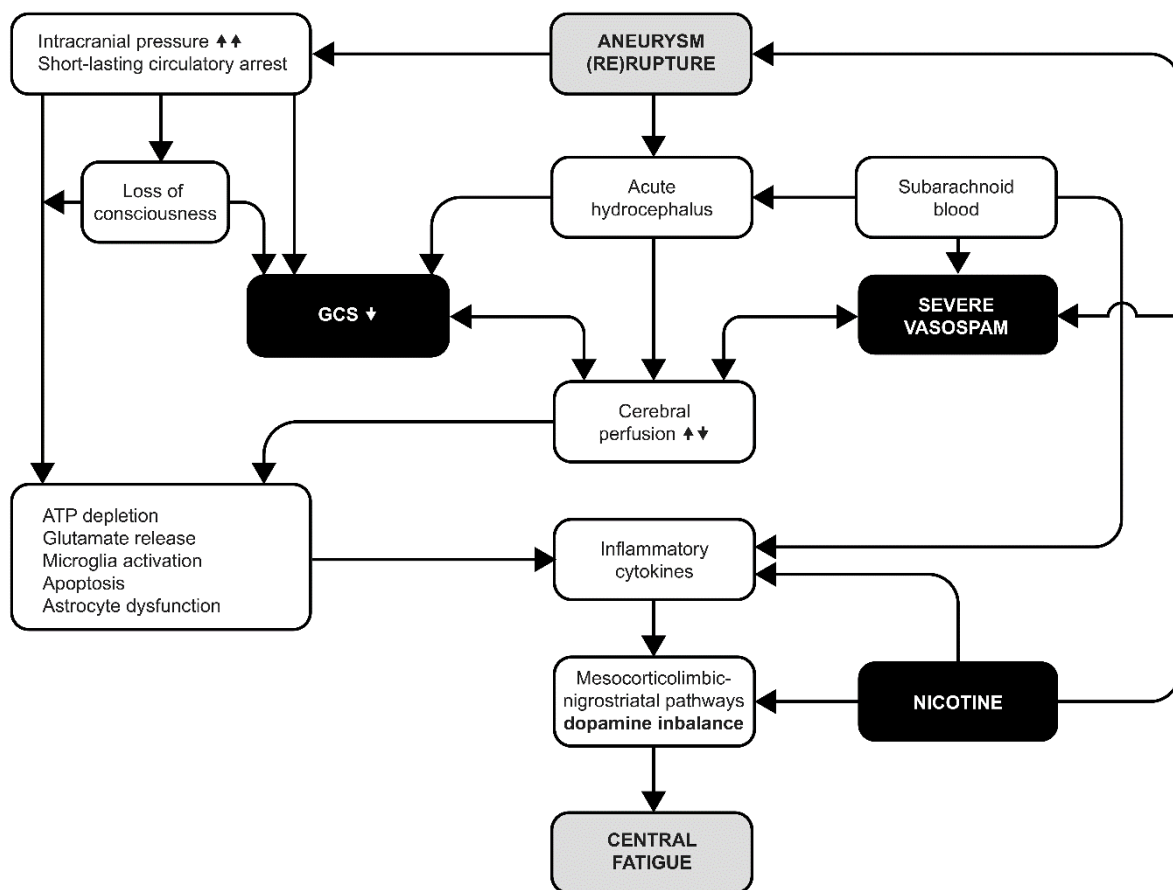 Intracranial pressure ↑↑
Short-lasting circulatory arrest
ANEURYSM
(RE)RUPTURE
Loss of
consciousness
Acute
hydrocephalus
Subarachnoid
blood
GCS ↓
SEVERE
VASOSPAM
Cerebral
perfusion ↑↓
ATP depletion
Glutamate release
Microglia activation
Apoptosis
Astrocyte dysfunction
Inflammatory
cytokines
Mesocorticolimbic-
nigrostriatal pathways
dopamine inbalance
NICOTINE
CENTRAL
FATIGUE